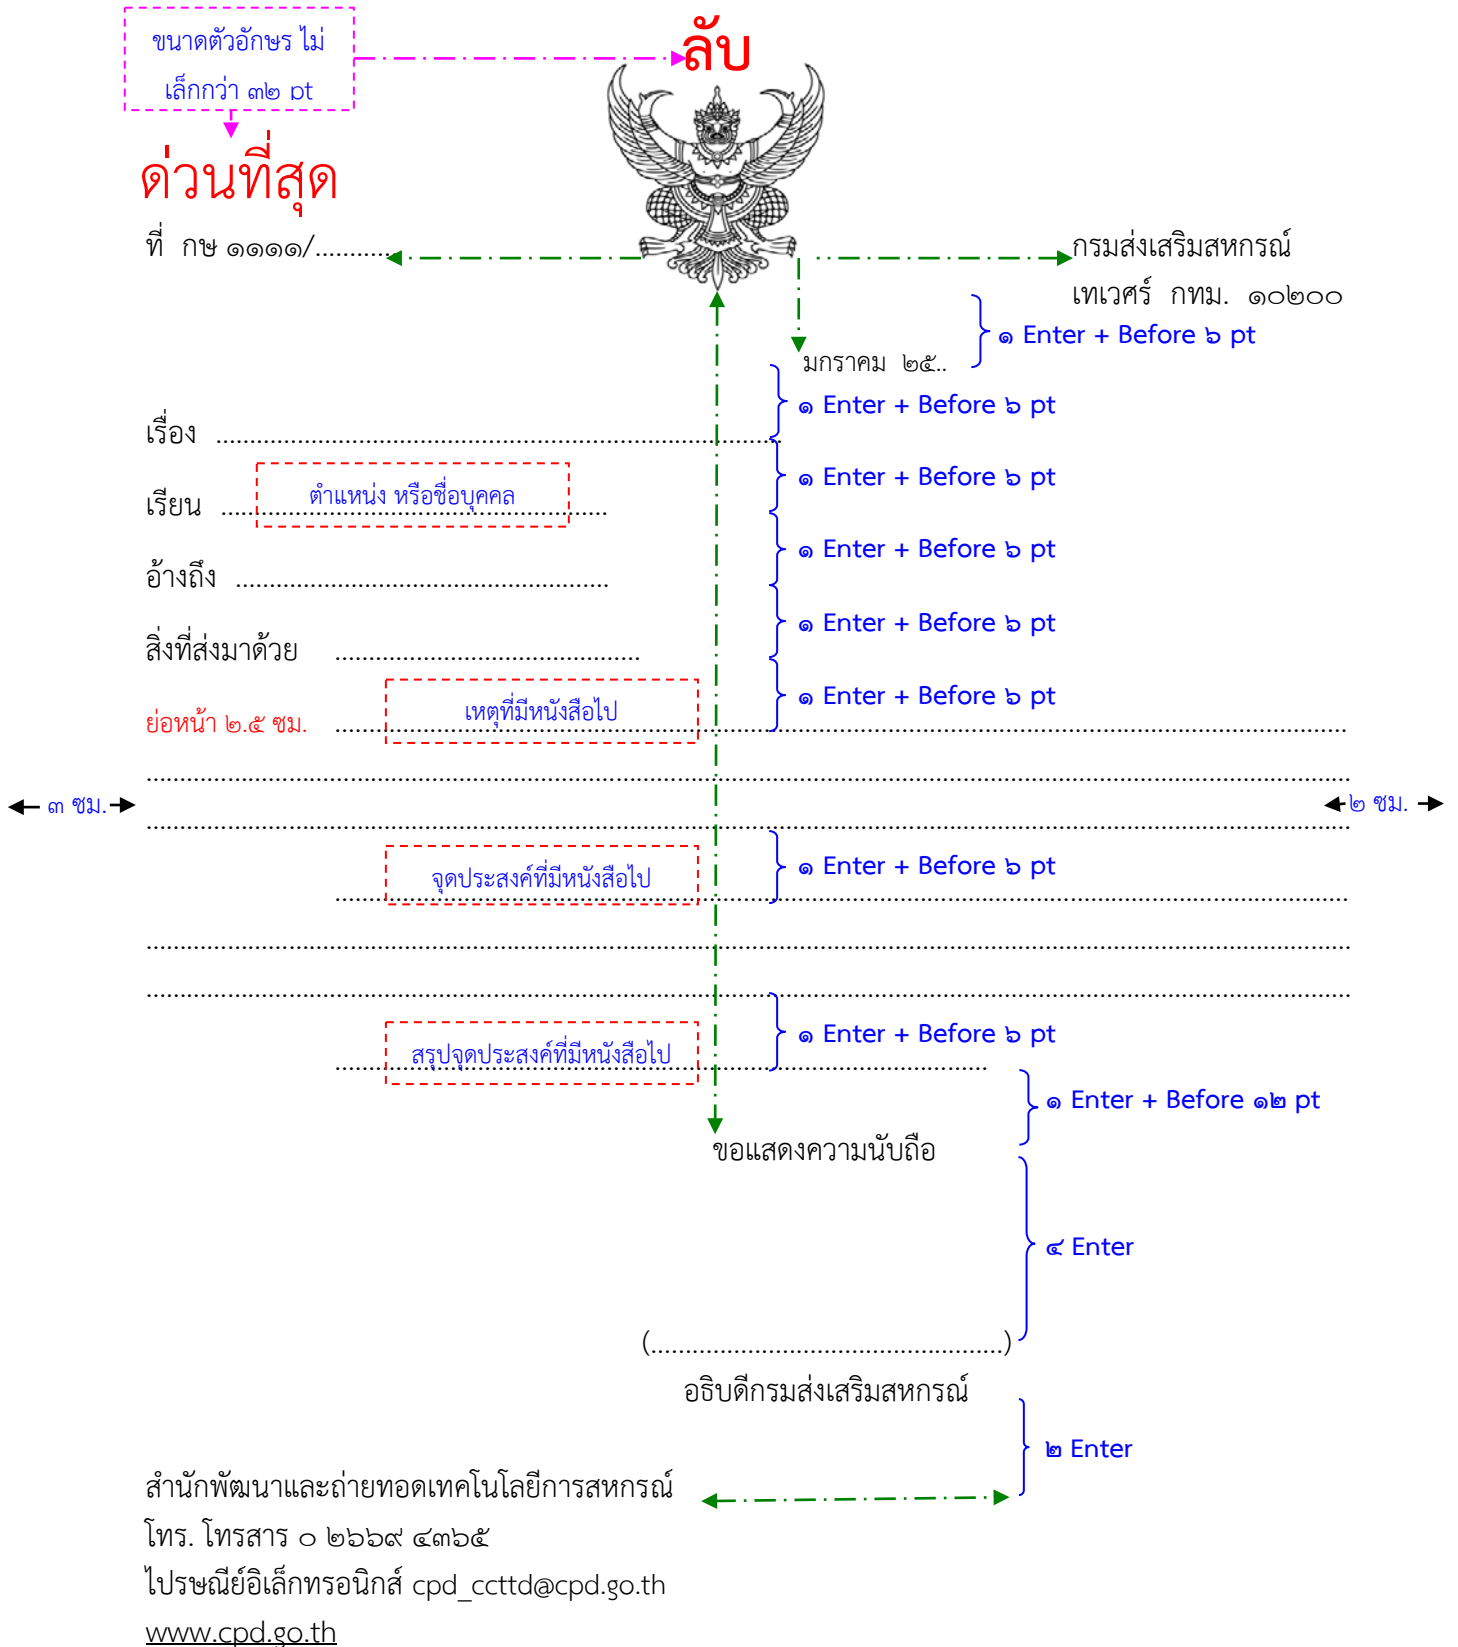 ขนาดตัวอักษร ไม่
เล็กกว่า ๓๒ pt
ลับ
ด่วนที่สุด
ที่ กษ ๑๑๑๑/............
กรมส่งเสริมสหกรณ์
เทเวศร์ กทม. ๑๐๒๐๐
๑ Enter + Before ๖ pt
มกราคม ๒๕..
๑ Enter + Before ๖ pt
เรื่อง ....................................................................................
๑ Enter + Before ๖ pt
เรียน .........................................................
ตำแหน่ง หรือชื่อบุคคล
๑ Enter + Before ๖ pt
อ้างถึง .......................................................
๑ Enter + Before ๖ pt
สิ่งที่ส่งมาด้วย .............................................
๑ Enter + Before ๖ pt
เหตุที่มีหนังสือไป
ย่อหน้า ๒.๕ ซม. ......................................................................................................................................................
..................................................................................................................................................................................
๓ ซม.
๒ ซม.
..................................................................................................................................................................................
๑ Enter + Before ๖ pt
จุดประสงค์ที่มีหนังสือไป
......................................................................................................................................................
..................................................................................................................................................................................
..................................................................................................................................................................................
๑ Enter + Before ๖ pt
สรุปจุดประสงค์ที่มีหนังสือไป
................................................................................................
๑ Enter + Before ๑๒ pt
ขอแสดงความนับถือ
๔ Enter
(....................................................)
อธิบดีกรมส่งเสริมสหกรณ์
๒ Enter
สำนักพัฒนาและถ่ายทอดเทคโนโลยีการสหกรณ์
โทร. โทรสาร ๐ ๒๖๖๙ ๔๓๖๕
ไปรษณีย์อิเล็กทรอนิกส์ cpd_ccttd@cpd.go.th
www.cpd.go.th